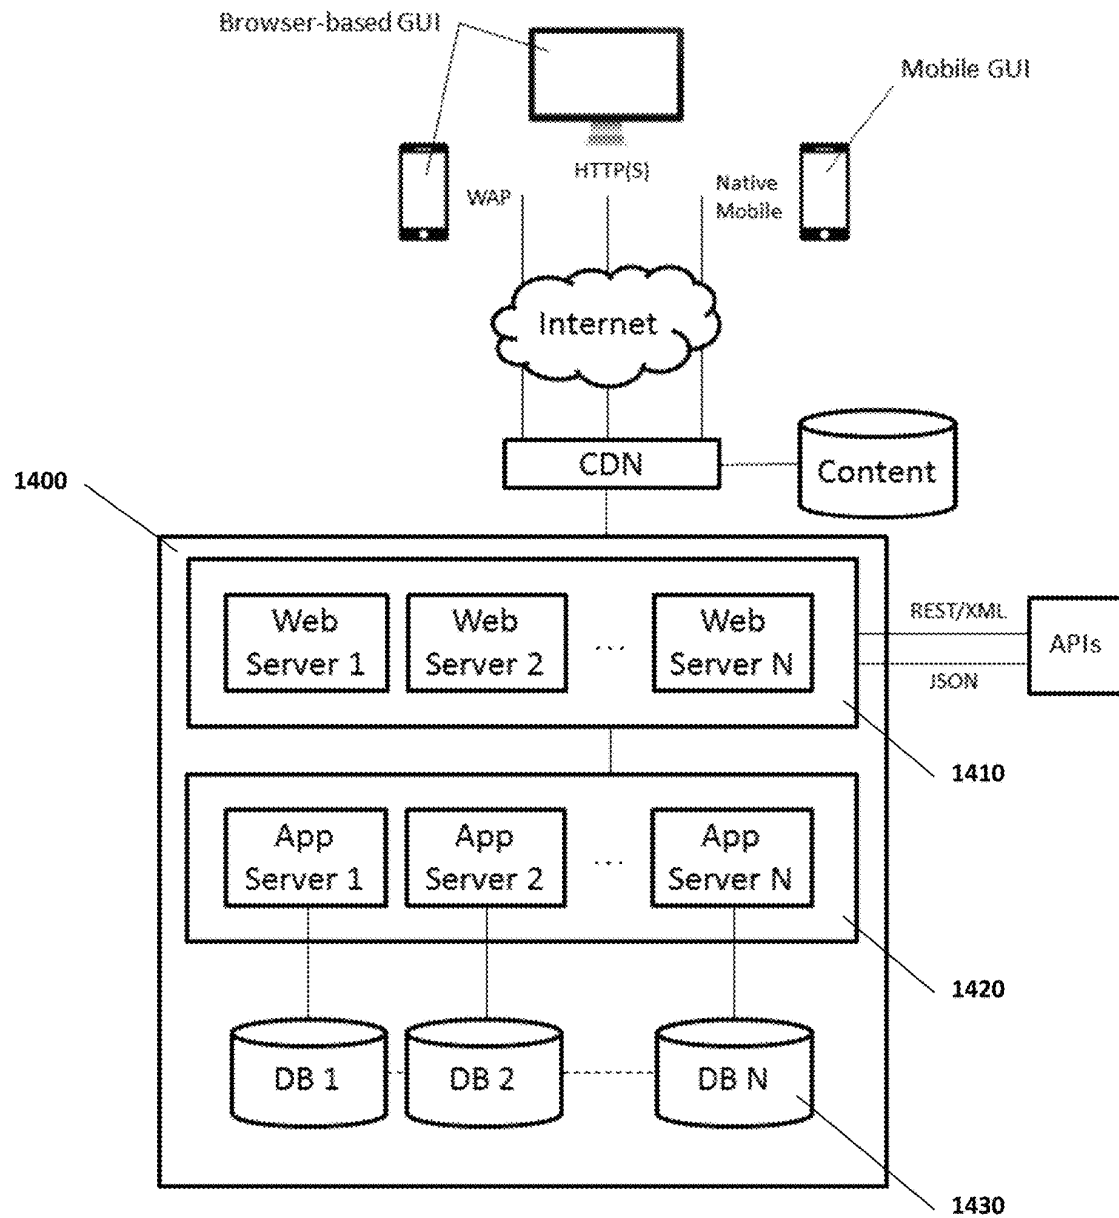 Browser-based GUI
Mobile GUI
HTTP(S)
WAP
Native
Mobile
Internet
CDN
Content
1400
Web
Server 1
Web
Server 2
...
Web
Server N
REST/XML
JSON
APIs
1410
App
Server 1
App
Server 2
...
App
Server N
1420
DB 1
DB 2
DB N
1430